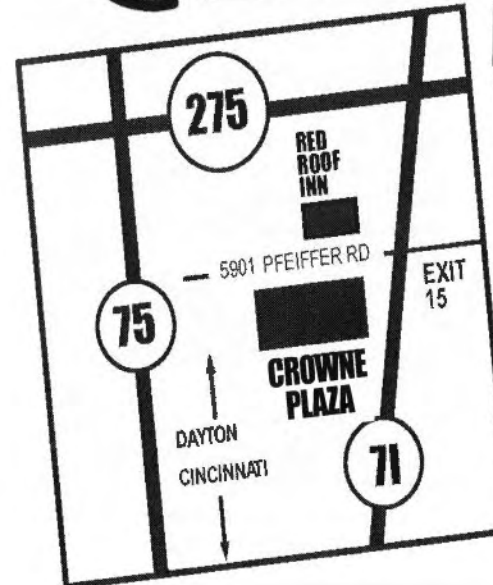 275
RED
ROOF
INN
5901 PFEIFFER RD
EXIT
15
75
CROWNE
PLAZA
DAYTON
CINCINNATI
71